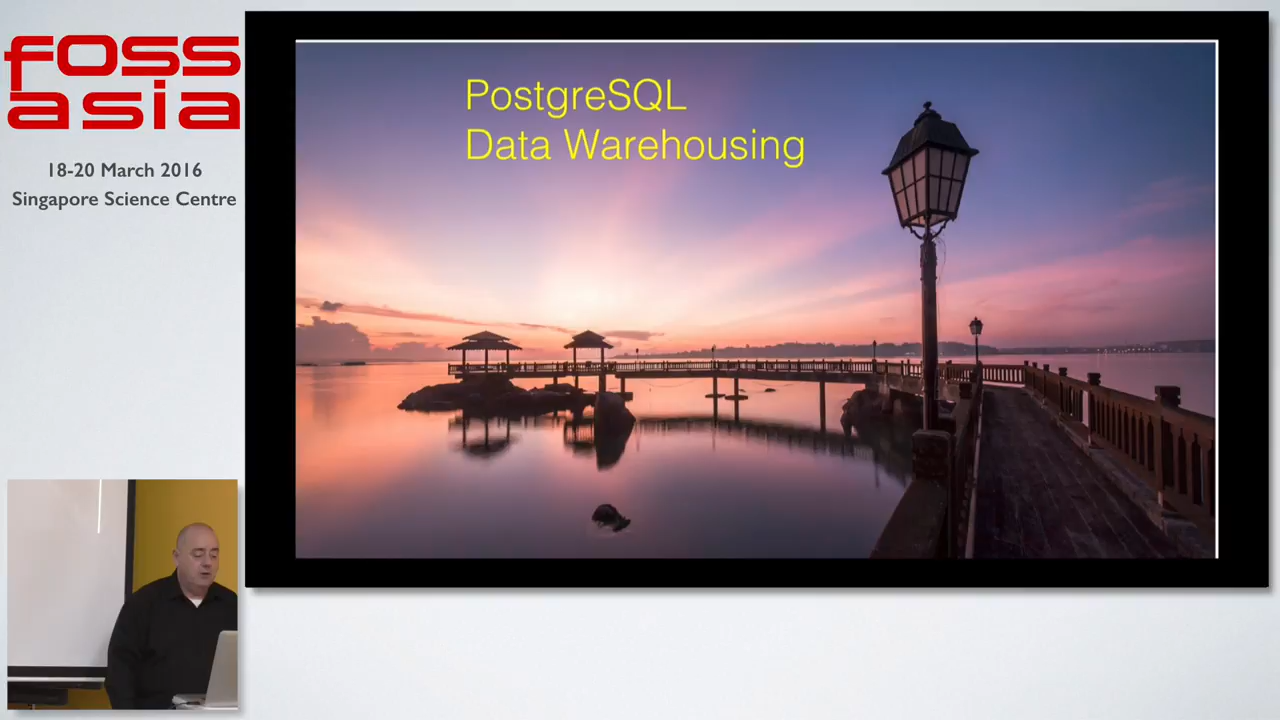 foss
asia
18-20 March 2016
Singapore Science Centre
PostgreSQL
Data Warehousing